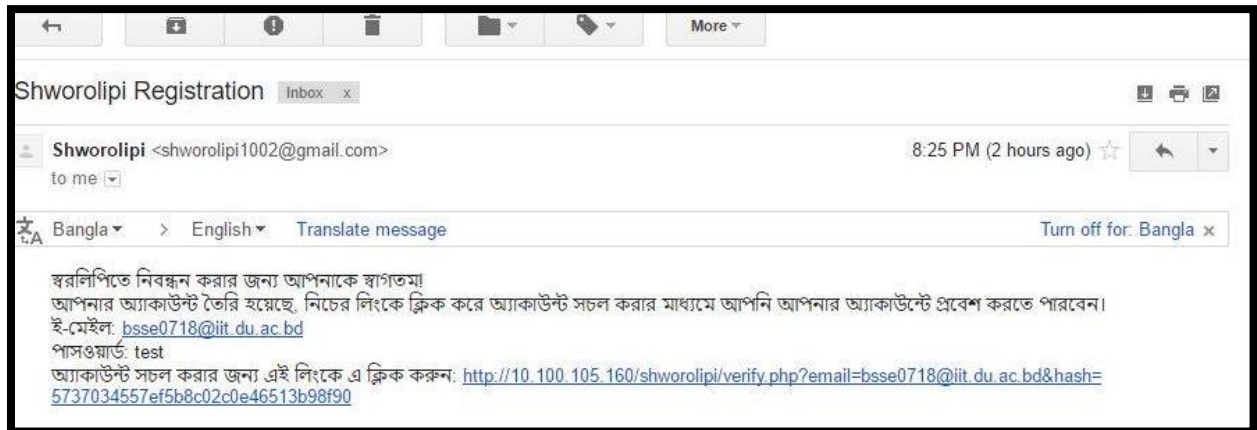 More
Shworolipi Registration Inbox x
Shworolipi <shworolipi1002@gmail.com> 8:25 PM (2 hours ago)
to me
Bangla > English Translate message Turn off for: Bangla x
স্বরলিপিতে নিবন্ধন করার জন্য আপনাকে স্বাগতম!
আপনার অ্যাকাউন্ট তৈরি হয়েছে, নিচের লিংকে ক্লিক করে অ্যাকাউন্ট সচল করার মাধ্যমে আপনি আপনার অ্যাকাউন্টে প্রবেশ করতে পারবেন।
ই-মেইল: bsse0718@iit.du.ac.bd
পাসওয়ার্ড: test
অ্যাকাউন্ট সচল করার জন্য এই লিংকে এ ক্লিক করুন: http://10.100.105.160/shworolipi/verify.php?email=bsse0718@iit.du.ac.bd&hash=
5737034557ef5b8c02c0e46513b98f90